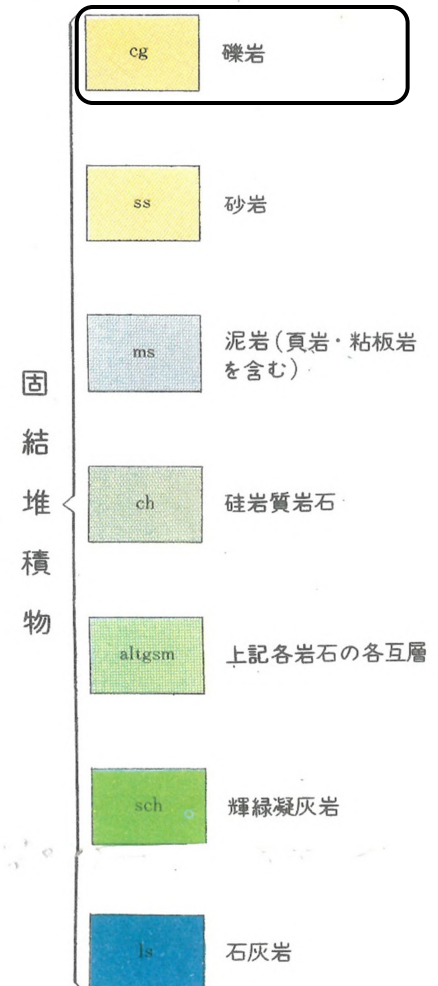 固結堆積物
cg 礫岩
ss 砂岩
ms 泥岩(頁岩・粘板岩
を含む)
ch 硅岩質岩石
altgsm 上記各岩石の各互層
sch 輝緑凝灰岩
ls 石灰岩